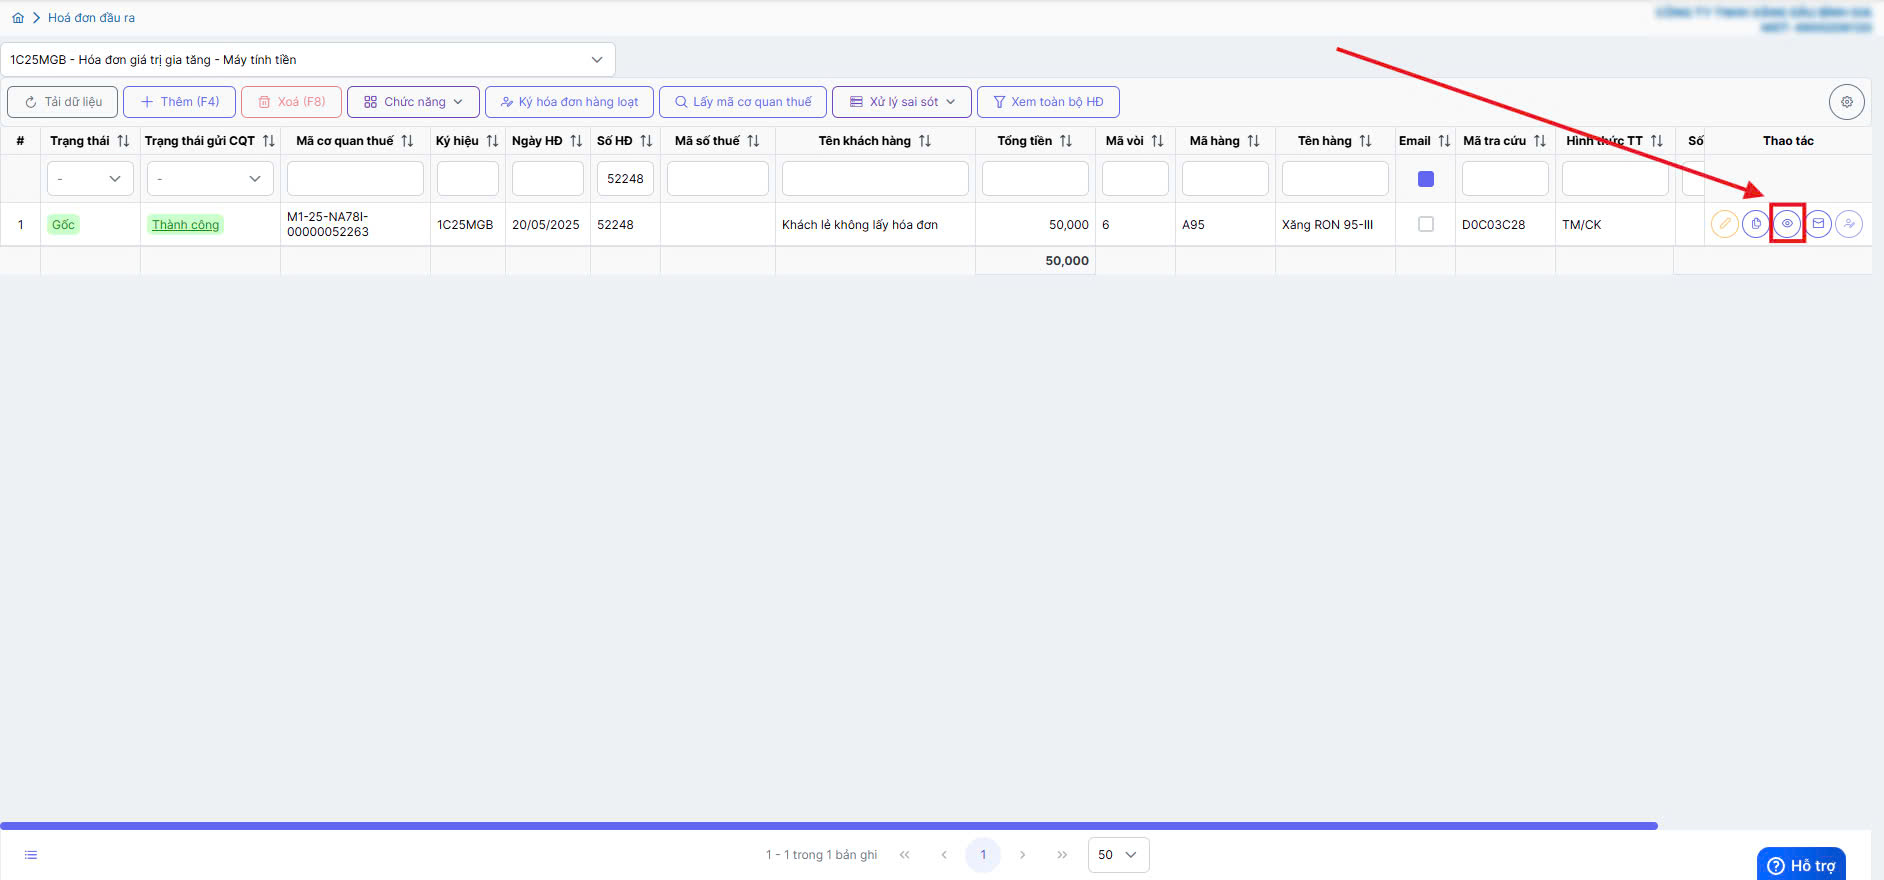 Hoá đơn đầu ra
1C25MGB - Hóa đơn giá trị gia tăng - Máy tính tiền
Tải dữ liệu Thêm (F4) Xoá (F8) Chức năng Ký hóa đơn hàng loạt Lấy mã cơ quan thuế Xử lý sai sót Xem toàn bộ HĐ
# Trạng thái Trạng thái gửi CQT Mã cơ quan thuế Ký hiệu Ngày HĐ Số HĐ Mã số thuế Tên khách hàng Tổng tiền Mã vòi Mã hàng Tên hàng Email Mã tra cứu Hình thức TT Số Thao tác
- - 52248
1 Gốc Thành công M1-25-NA78I-00000052263 1C25MGB 20/05/2025 52248 Khách lẻ không lấy hóa đơn 50,000 6 A95 Xăng RON 95-III D0C03C28 TM/CK
50,000
1 - 1 trong 1 bản ghi 1 50
Hỗ trợ